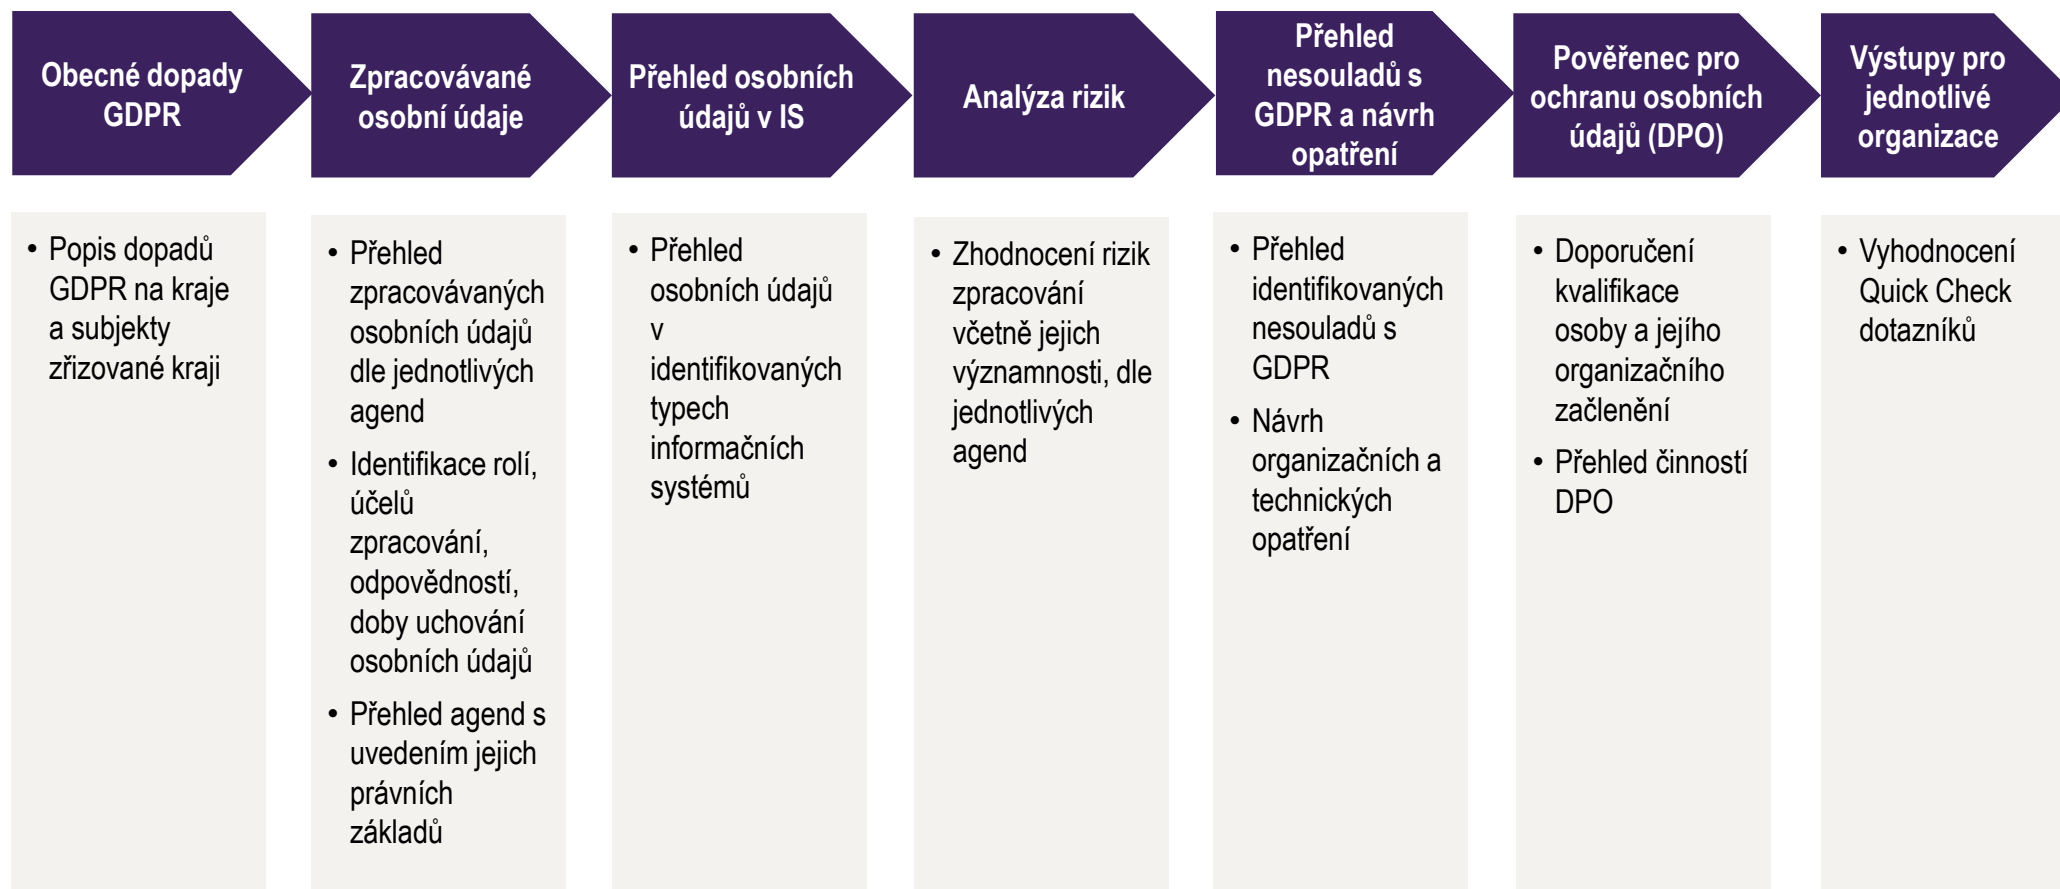 Obecné dopady
GDPR
Zpracovávané
osobní údaje
Přehled osobních
údajů v IS
Analýza rizik
Přehled
nesouladů s
GDPR a návrh
opatření
Pověřenec pro
ochranu osobních
údajů (DPO)
Výstupy pro
jednotlivé
organizace
• Popis dopadů
GDPR na kraje
a subjekty
zřizované kraji
• Přehled
zpracovávaných
osobních údajů
dle jednotlivých
agend
• Identifikace rolí,
účelů
zpracování,
odpovědností,
doby uchování
osobních údajů
• Přehled agend s
uvedením jejich
právních
základů
• Přehled
osobních údajů
v
identifikovaných
typech
informačních
systémů
• Zhodnocení rizik
zpracování
včetně jejich
významnosti, dle
jednotlivých
agend
• Přehled
identifikovaných
nesouladů s
GDPR
• Návrh
organizačních a
technických
opatření
• Doporučení
kvalifikace
osoby a jejího
organizačního
začlenění
• Přehled činností
DPO
• Vyhodnocení
Quick Check
dotazníků